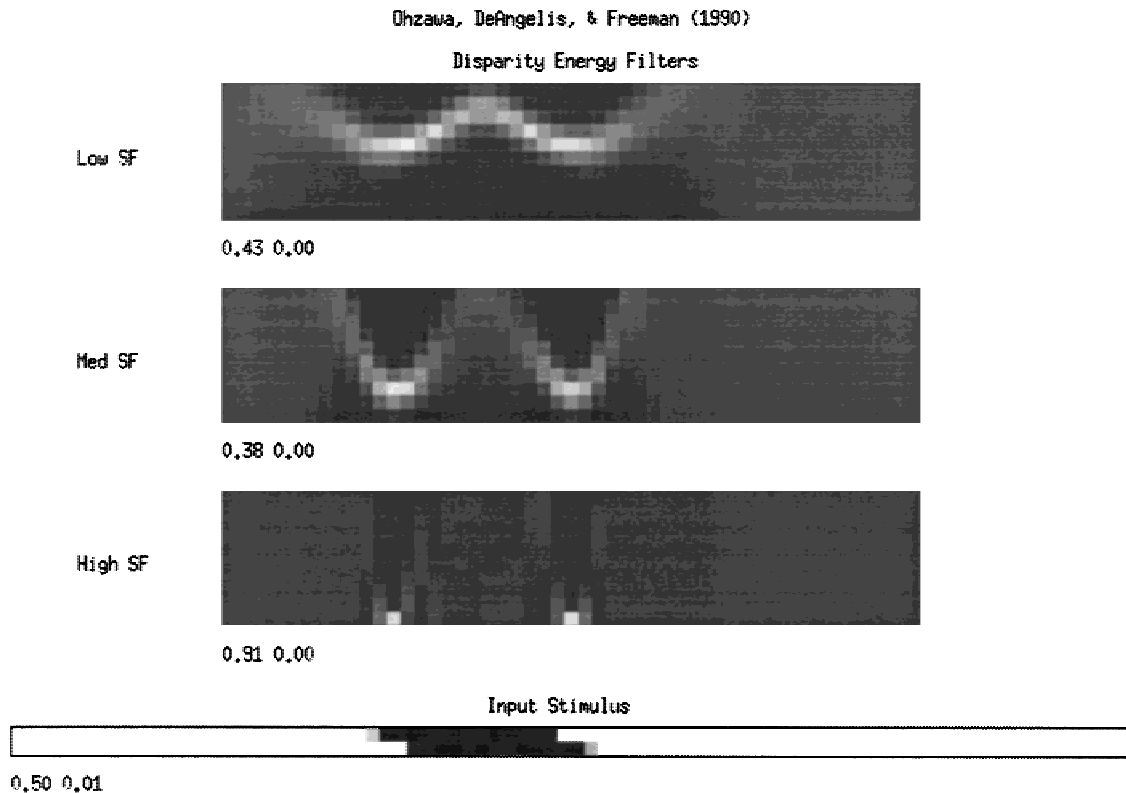 Ohzawa, DeAngelis, & Freeman (1990)
Disparity Energy Filters
Low SF
0.43 0.00
Med SF
0.38 0.00
High SF
0.91 0.00
Input Stimulus
0.50 0.01